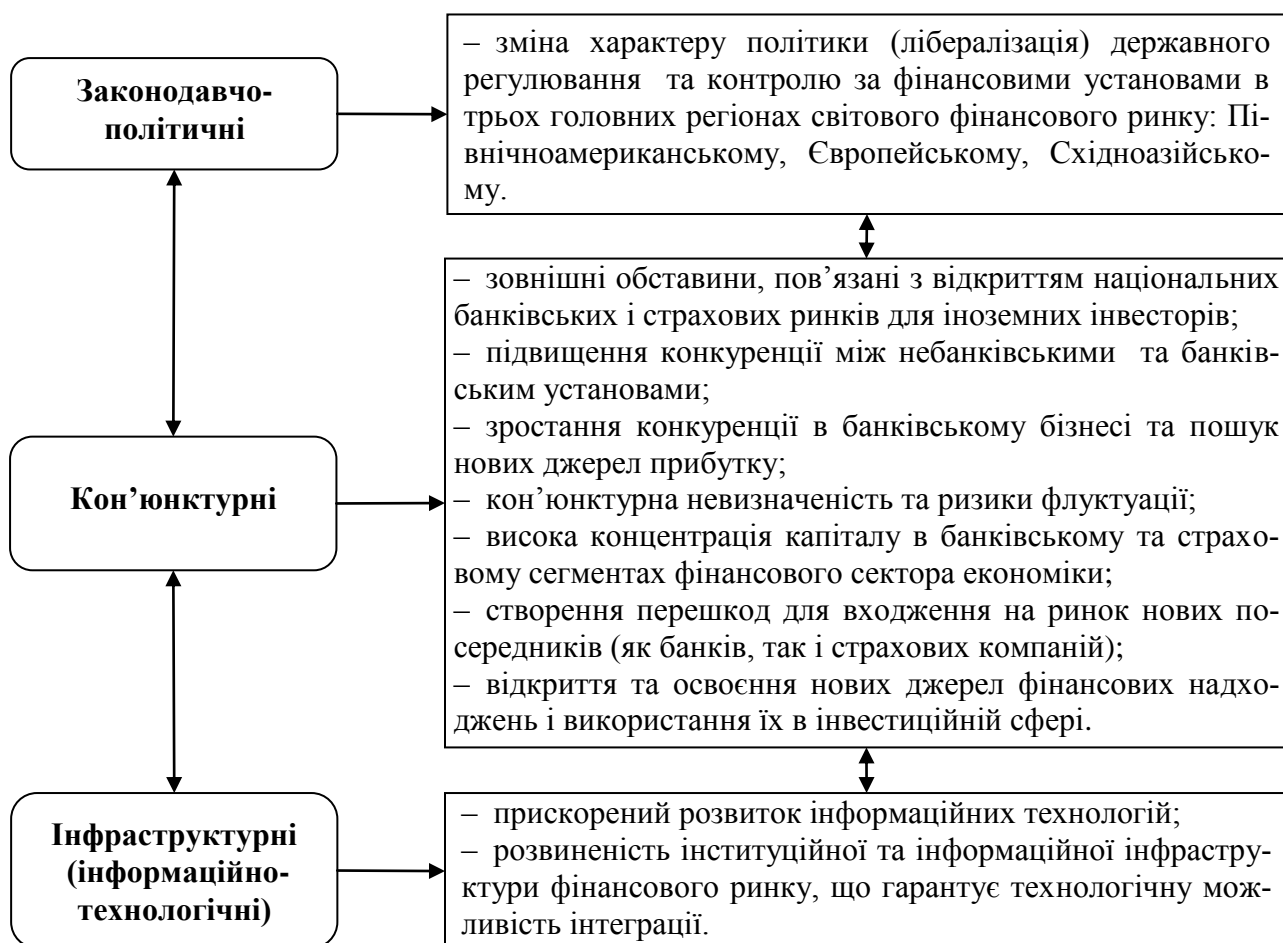 Законодавчо-
політичні
– зміна характеру політики (лібералізація) державного
регулювання та контролю за фінансовими установами в
трьох головних регіонах світового фінансового ринку: Пі-
внічноамериканському, Європейському, Східноазійсько-
му.
Кон’юнктурні
– зовнішні обставини, пов’язані з відкриттям національних
банківських і страхових ринків для іноземних інвесторів;
– підвищення конкуренції між небанківськими та банків-
ським установами;
– зростання конкуренції в банківському бізнесі та пошук
нових джерел прибутку;
– кон’юнктурна невизначеність та ризики флуктуації;
– висока концентрація капіталу в банківському та страхо-
вому сегментах фінансового сектора економіки;
– створення перешкод для входження на ринок нових по-
середників (як банків, так і страхових компаній);
– відкриття та освоєння нових джерел фінансових надхо-
джень і використання їх в інвестиційній сфері.
Інфраструктурні
(інформаційно-
технологічні)
– прискорений розвиток інформаційних технологій;
– розвиненість інституційної та інформаційної інфрастру-
ктури фінансового ринку, що гарантує технологічну мож-
ливість інтеграції.